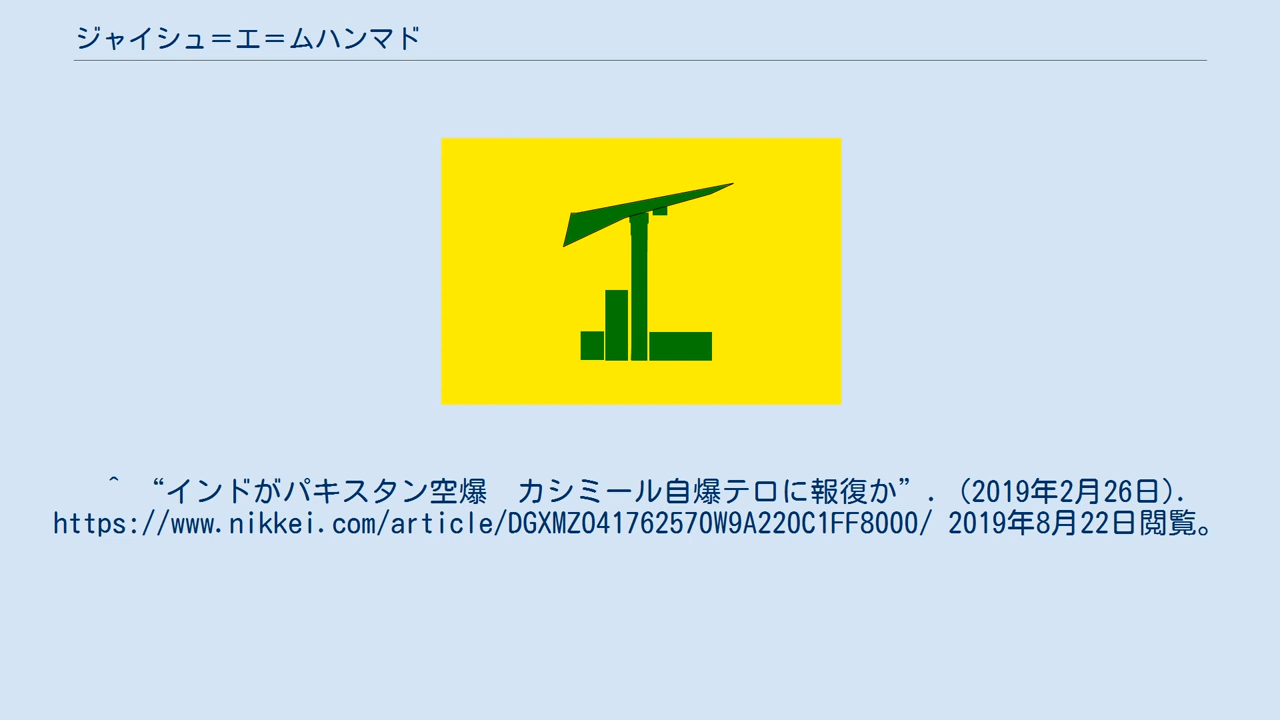 ジャイシュ＝エ＝ムハンマド
^ “インドがパキスタン空爆　カシミール自爆テロに報復か”. (2019年2月26日).
https://www.nikkei.com/article/DGXMZO41762570W9A220C1FF8000/ 2019年8月22日閲覧。